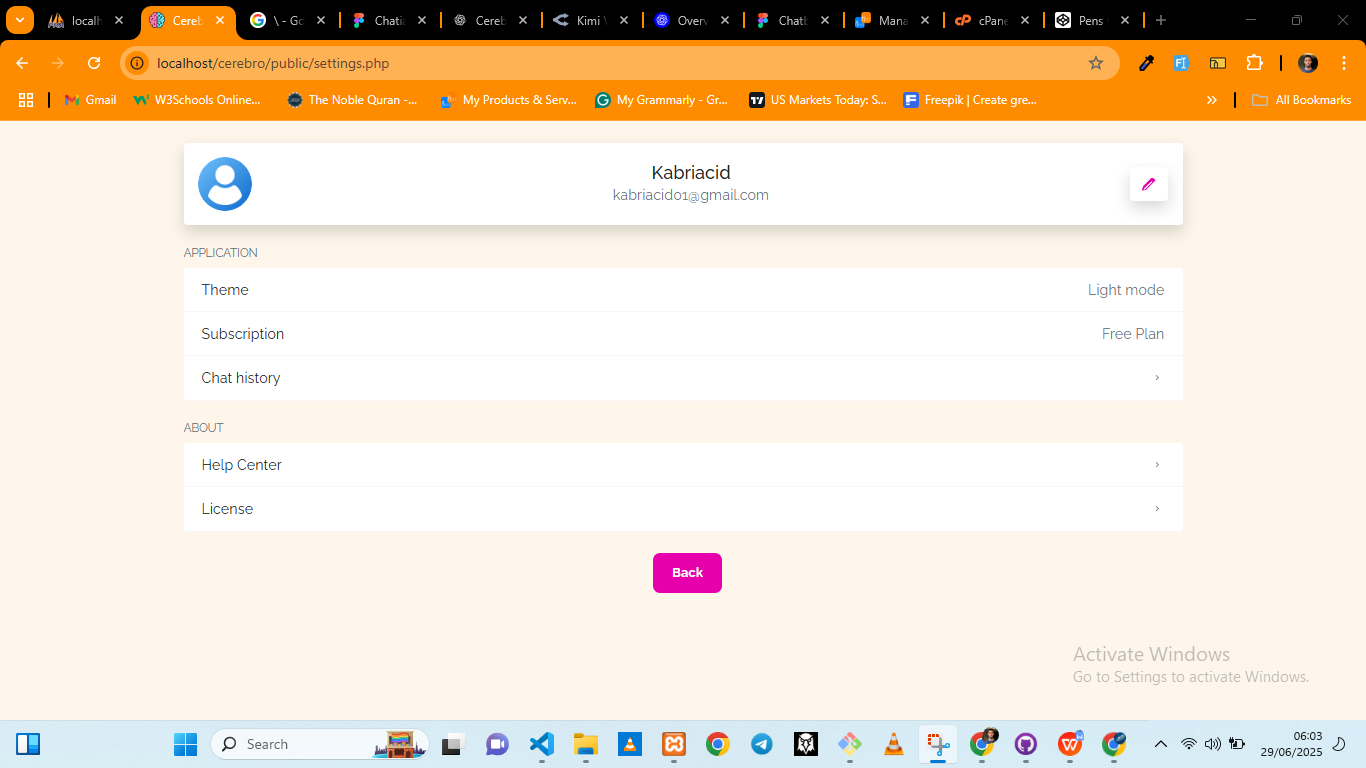 localh
Cereb
\ - Go
Chatia
Cereb
Kimi
Overv
Chatb
Mana
cPane
Pens
localhost/cerebro/public/settings.php
Gmail
W3Schools Online...
The Noble Quran -...
My Products & Serv...
My Grammarly - Gr...
US Markets Today: S...
Freepik | Create gre...
All Bookmarks
Kabriacid
kabriacid01@gmail.com
APPLICATION
Theme
Light mode
Subscription
Free Plan
Chat history
ABOUT
Help Center
License
Back
Activate Windows
Go to Settings to activate Windows.
Search
06:03
29/06/2025